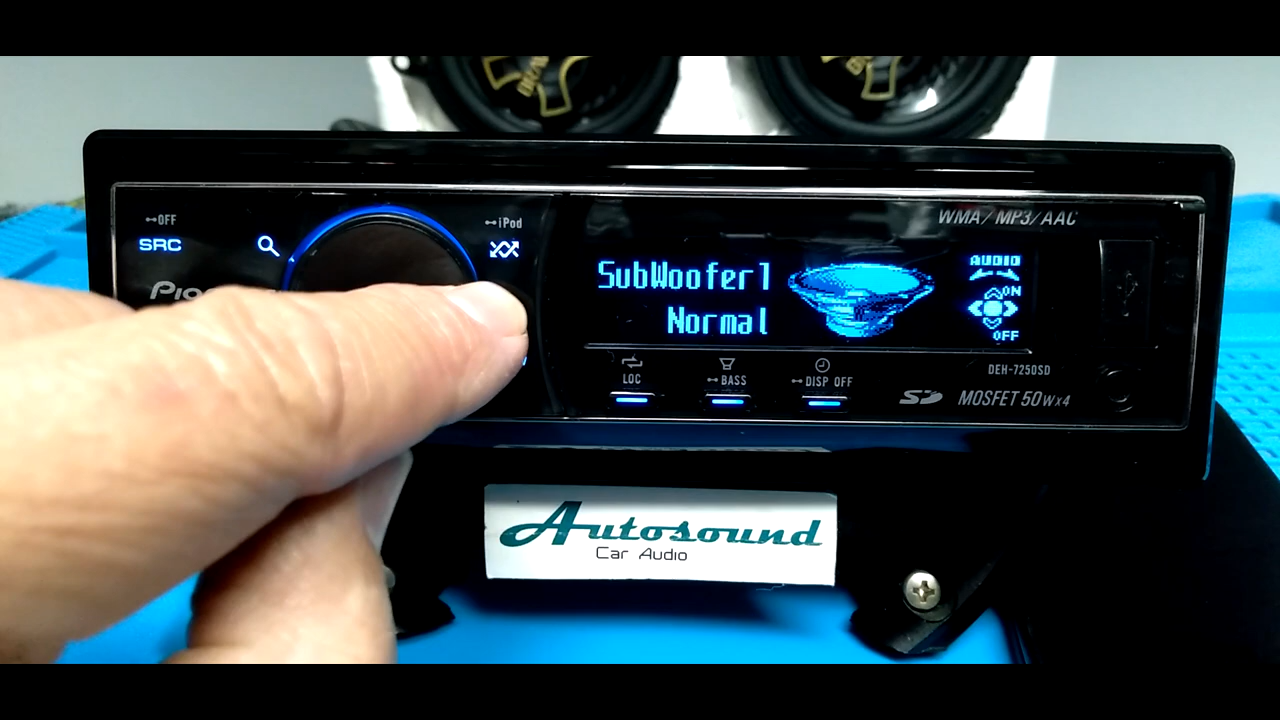 OFF
iPod
SRC
WMA / MP3 / AAC
SubWoofer1
Normal
AUDIO
ON
OFF
LOC
BASS
DISP OFF
DEH-7250SD
SD
MOSFET 50Wx4
Autosound
Car Audio